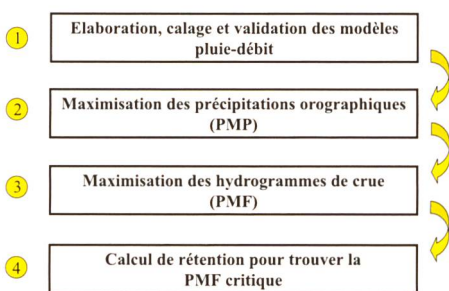 1 Elaboration, calage et validation des modèles
pluie-débit
2 Maximisation des précipitations orographiques
(PMP)
3 Maximisation des hydrogrammes de crue
(PMF)
4 Calcul de rétention pour trouver la
PMF critique